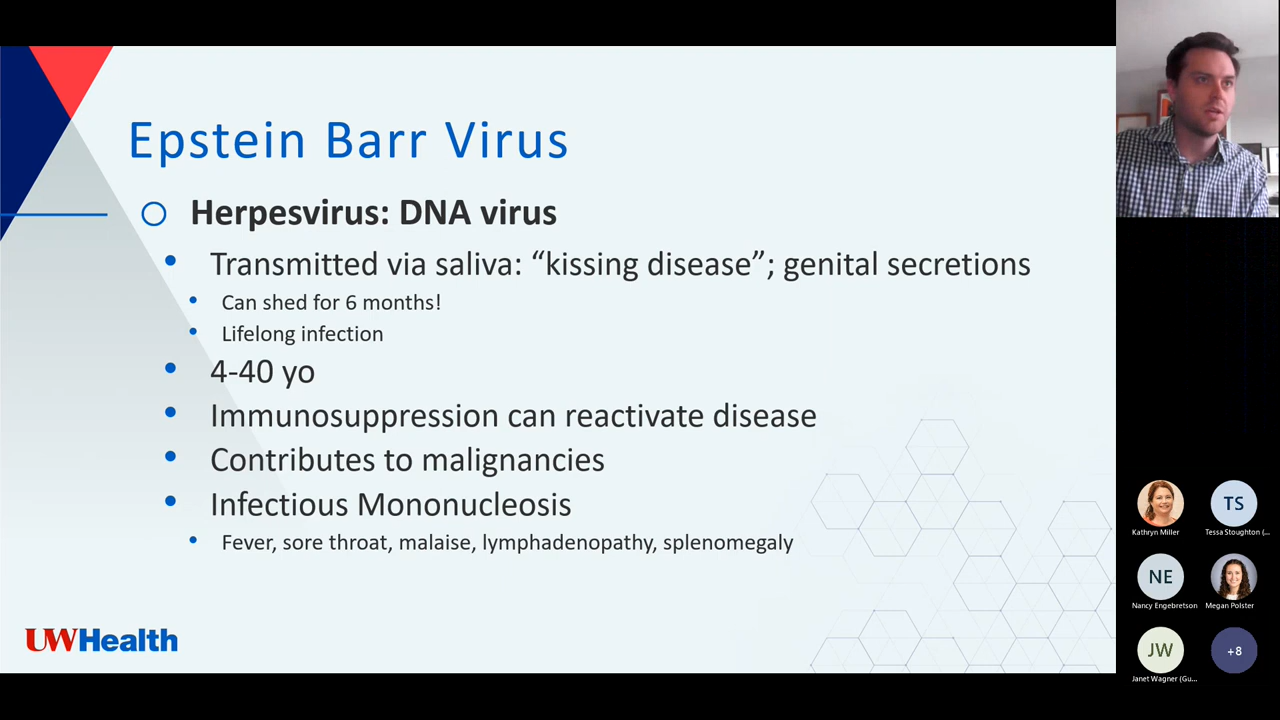 Epstein Barr Virus
Herpesvirus: DNA virus
Transmitted via saliva: “kissing disease”; genital secretions
Can shed for 6 months!
Lifelong infection
4-40 yo
Immunosuppression can reactivate disease
Contributes to malignancies
Infectious Mononucleosis
Fever, sore throat, malaise, lymphadenopathy, splenomegaly
UWHealth
TS
Kathryn Miller
Tessa Stoughton (...
NE
Nancy Engebretson
Megan Polster
JW
+8
Janet Wagner (Gu...